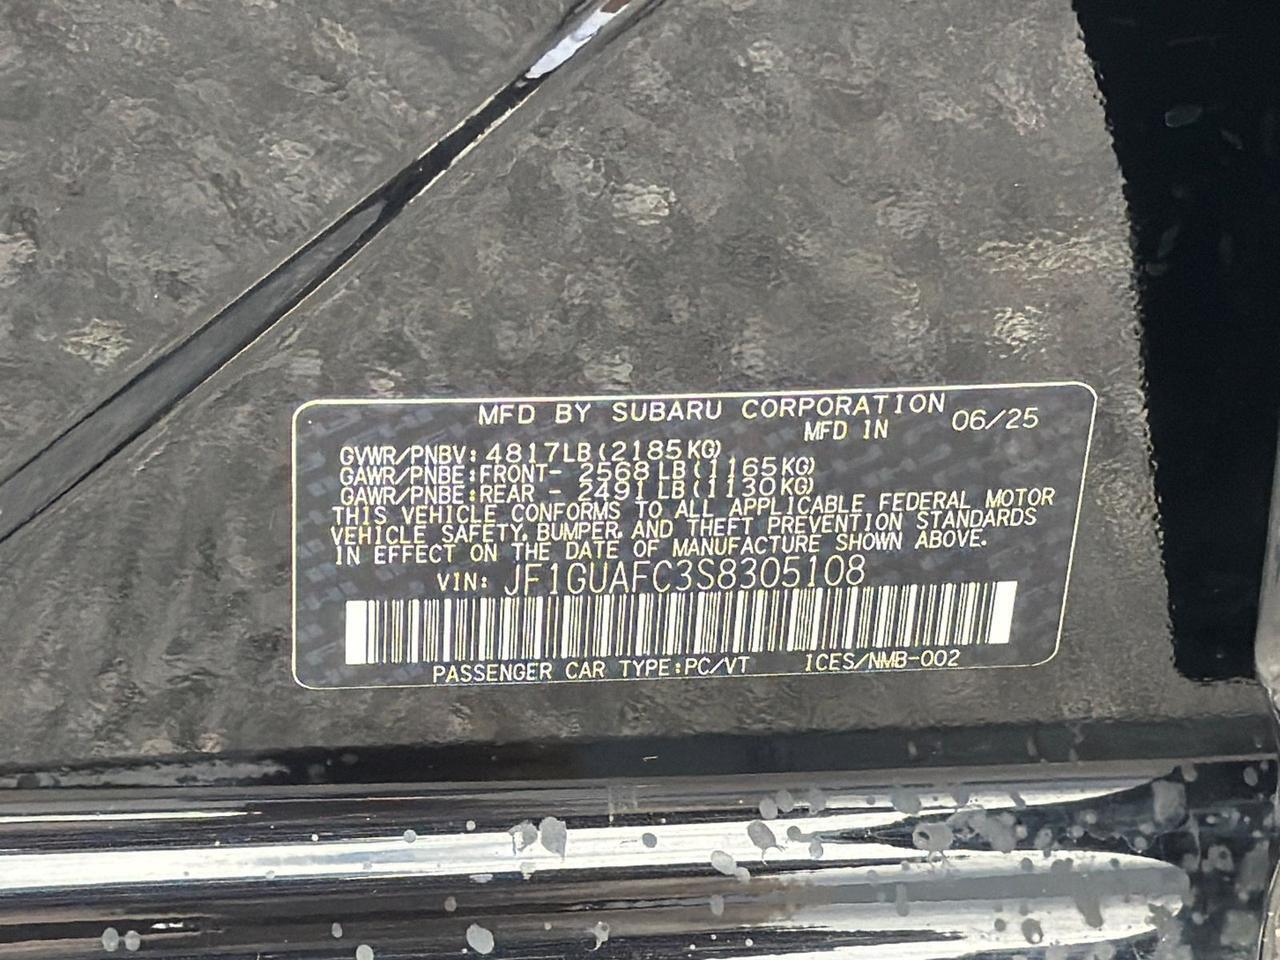 MFD BY SUBARU CORPORATION
MFD IN 06/25
GVWR/PNBV: 4817LB(2185KG)
GAWR/PNBE:FRONT- 2568LB(1165KG)
GAWR/PNBE:REAR - 2491LB(1130KG)
THIS VEHICLE CONFORMS TO ALL APPLICABLE FEDERAL MOTOR
VEHICLE SAFETY, BUMPER, AND THEFT PREVENTION STANDARDS
IN EFFECT ON THE DATE OF MANUFACTURE SHOWN ABOVE.
VIN: JF1GUAFC3S8305108
PASSENGER CAR TYPE:PC/VT 1CES/NMB-002